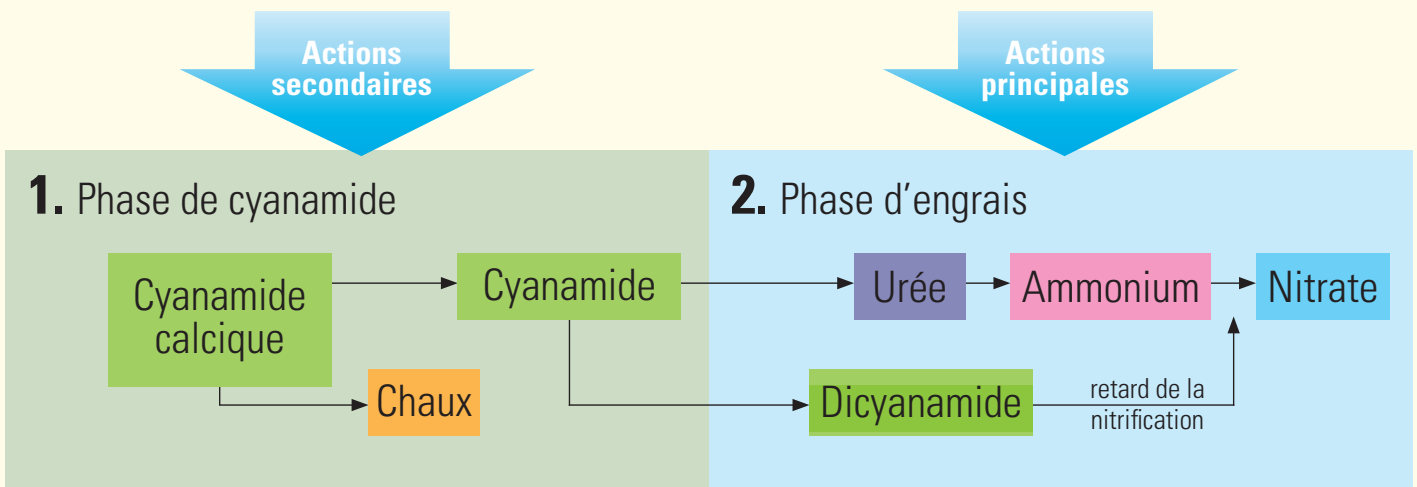 Actions
secondaires
Actions
principales
1. Phase de cyanamide
2. Phase d'engrais
Cyanamide
calcique
Cyanamide
Urée
Ammonium
Nitrate
Chaux
Dicyanamide
retard de la
nitrification